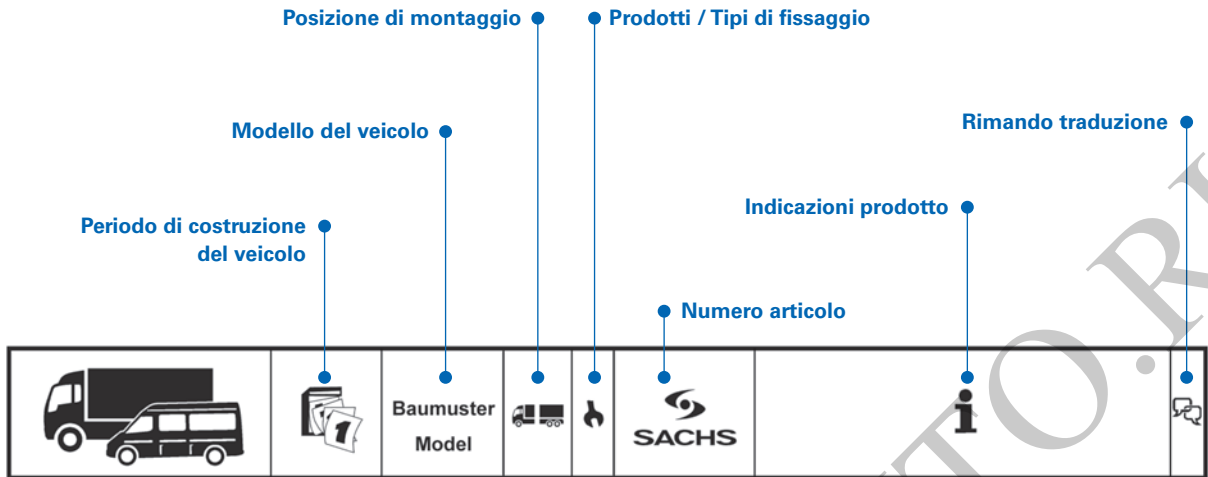 Posizione di montaggio
Prodotti / Tipi di fissaggio
Modello del veicolo
Rimando traduzione
Periodo di costruzione
del veicolo
Indicazioni prodotto
Numero articolo
1
Baumuster
Model
SACHS
i